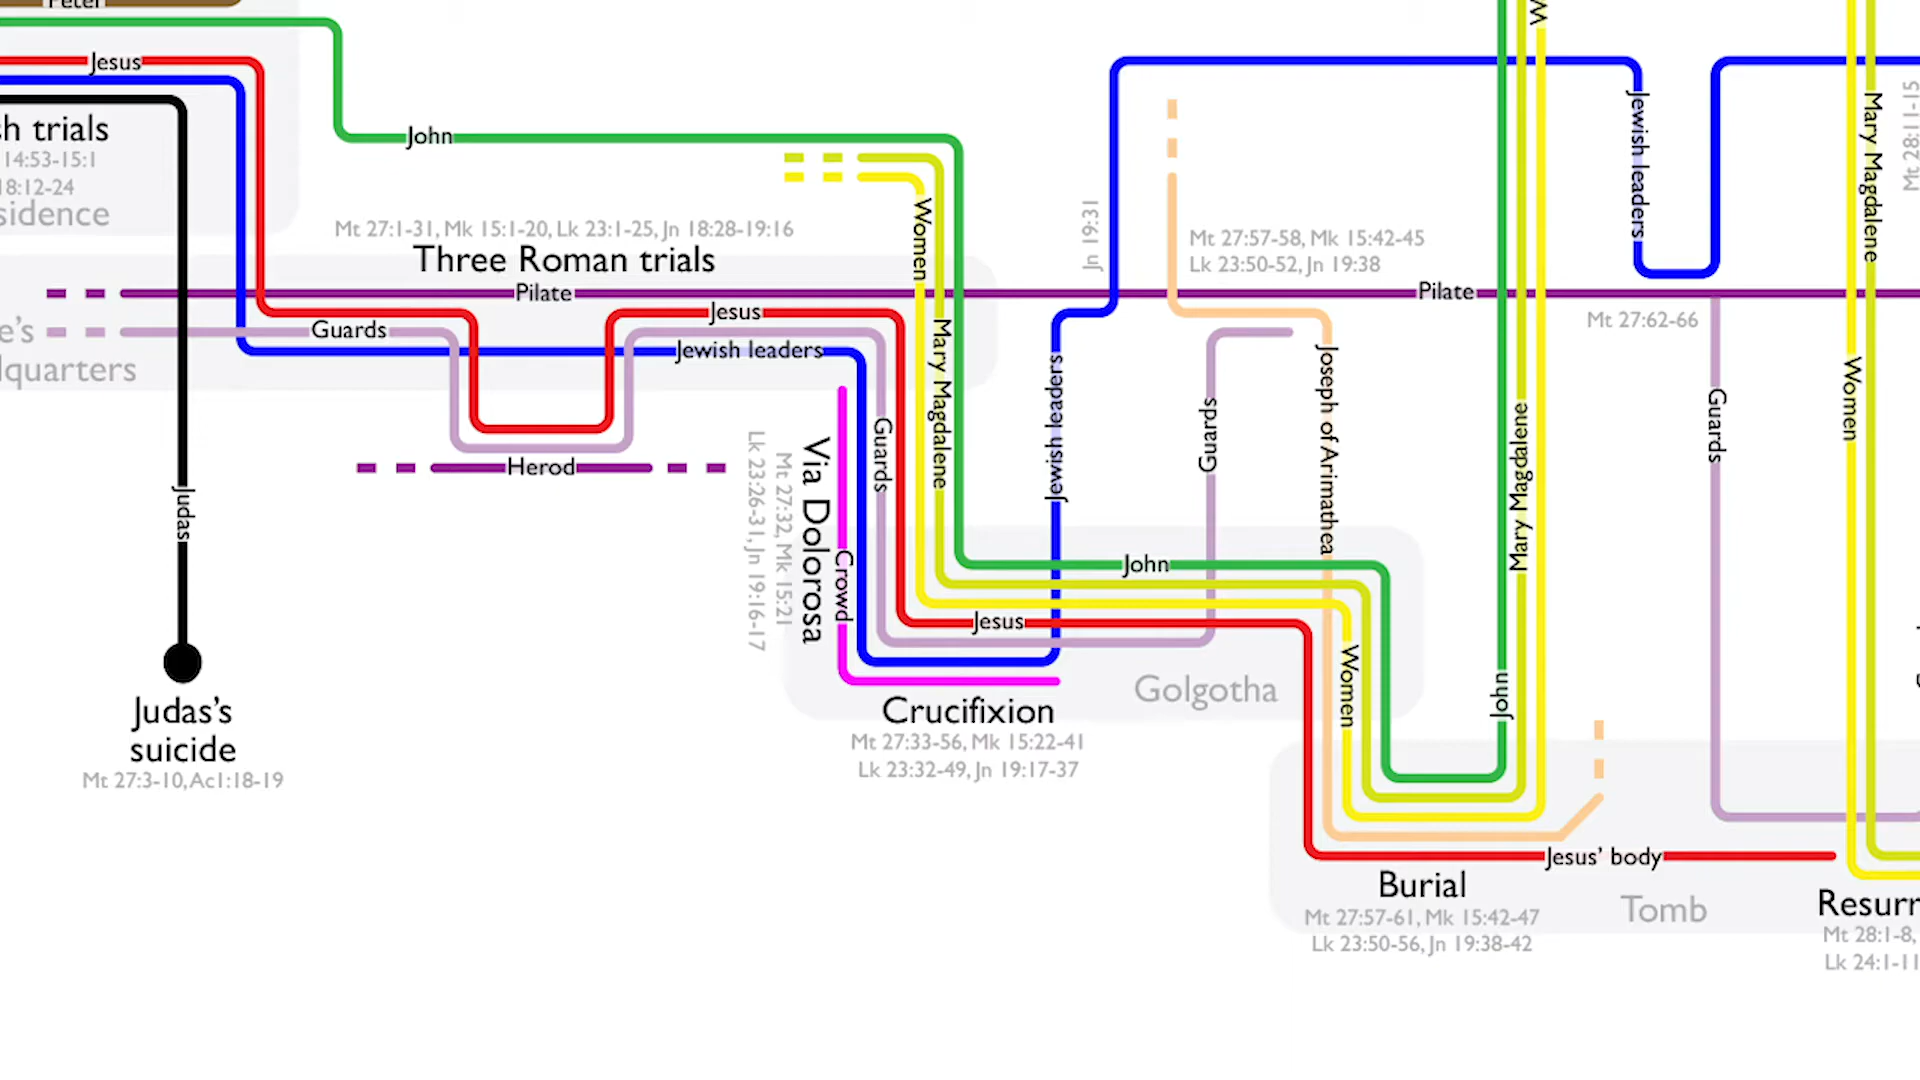 Peter
Jesus
h trials
14:53-15:1
8:12-24
sidence
John
Mt 27:1-31, Mk 15:1-20, Lk 23:1-25, Jn 18:28-19:16
Three Roman trials
Pilate
Jesus
Guards
Jewish leaders
e's
lquarters
Herod
Judas
Judas's
suicide
Mt 27:3-10, Ac1:18-19
Women
Mary Magdalene
Guards
Crowd
Via Dolorosa
Mt 27:32, Mk 15:21
Lk 23:26-31, Jn 19:16-17
John
Jesus
Crucifixion
Mt 27:33-56, Mk 15:22-41
Lk 23:32-49, Jn 19:17-37
Golgotha
Jewish leaders
Jn 19:31
Mt 27:57-58, Mk 15:42-45
Lk 23:50-52, Jn 19:38
Guards
Joseph of Arimathea
Pilate
Women
John
Mary Magdalene
W
Jewish leaders
Mt 27:62-66
Guards
Jesus' body
Burial
Mt 27:57-61, Mk 15:42-47
Lk 23:50-56, Jn 19:38-42
Tomb
Mary Magdalene
Women
Mt 28:11-15
Resurr
Mt 28:1-8,
Lk 24:1-11